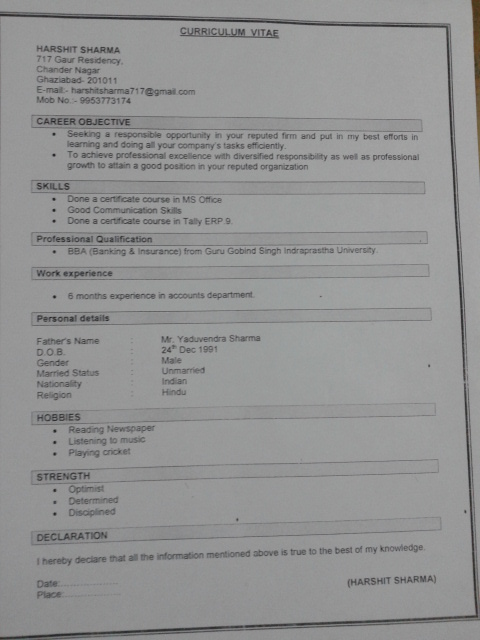 CURRICULUM VITAE
HARSHIT SHARMA
717 Gaur Residency,
Chander Nagar
Ghaziabad- 201011
E-mail:- harshitsharma717@gmail.com
Mob No.:- 9953773174
CAREER OBJECTIVE
• Seeking a responsible opportunity in your reputed firm and put in my best efforts in
learning and doing all your company's tasks efficiently.
• To achieve professional excellence with diversified responsibility as well as professional
growth to attain a good position in your reputed organization
SKILLS
• Done a certificate course in MS Office
• Good Communication Skills
• Done a certificate course in Tally ERP 9.
Professional Qualification
• BBA (Banking & Insurance) from Guru Gobind Singh Indraprastha University.
Work experience
• 6 months experience in accounts department.
Personal details
Father's Name : Mr. Yaduvendra Sharma
D.O.B. : 24th Dec 1991
Gender : Male
Married Status : Unmarried
Nationality : Indian
Religion : Hindu
HOBBIES
• Reading Newspaper
• Listening to music
• Playing cricket
STRENGTH
• Optimist
• Determined
• Disciplined
DECLARATION
I hereby declare that all the information mentioned above is true to the best of my knowledge.
Date:....................
Place:.................... (HARSHIT SHARMA)